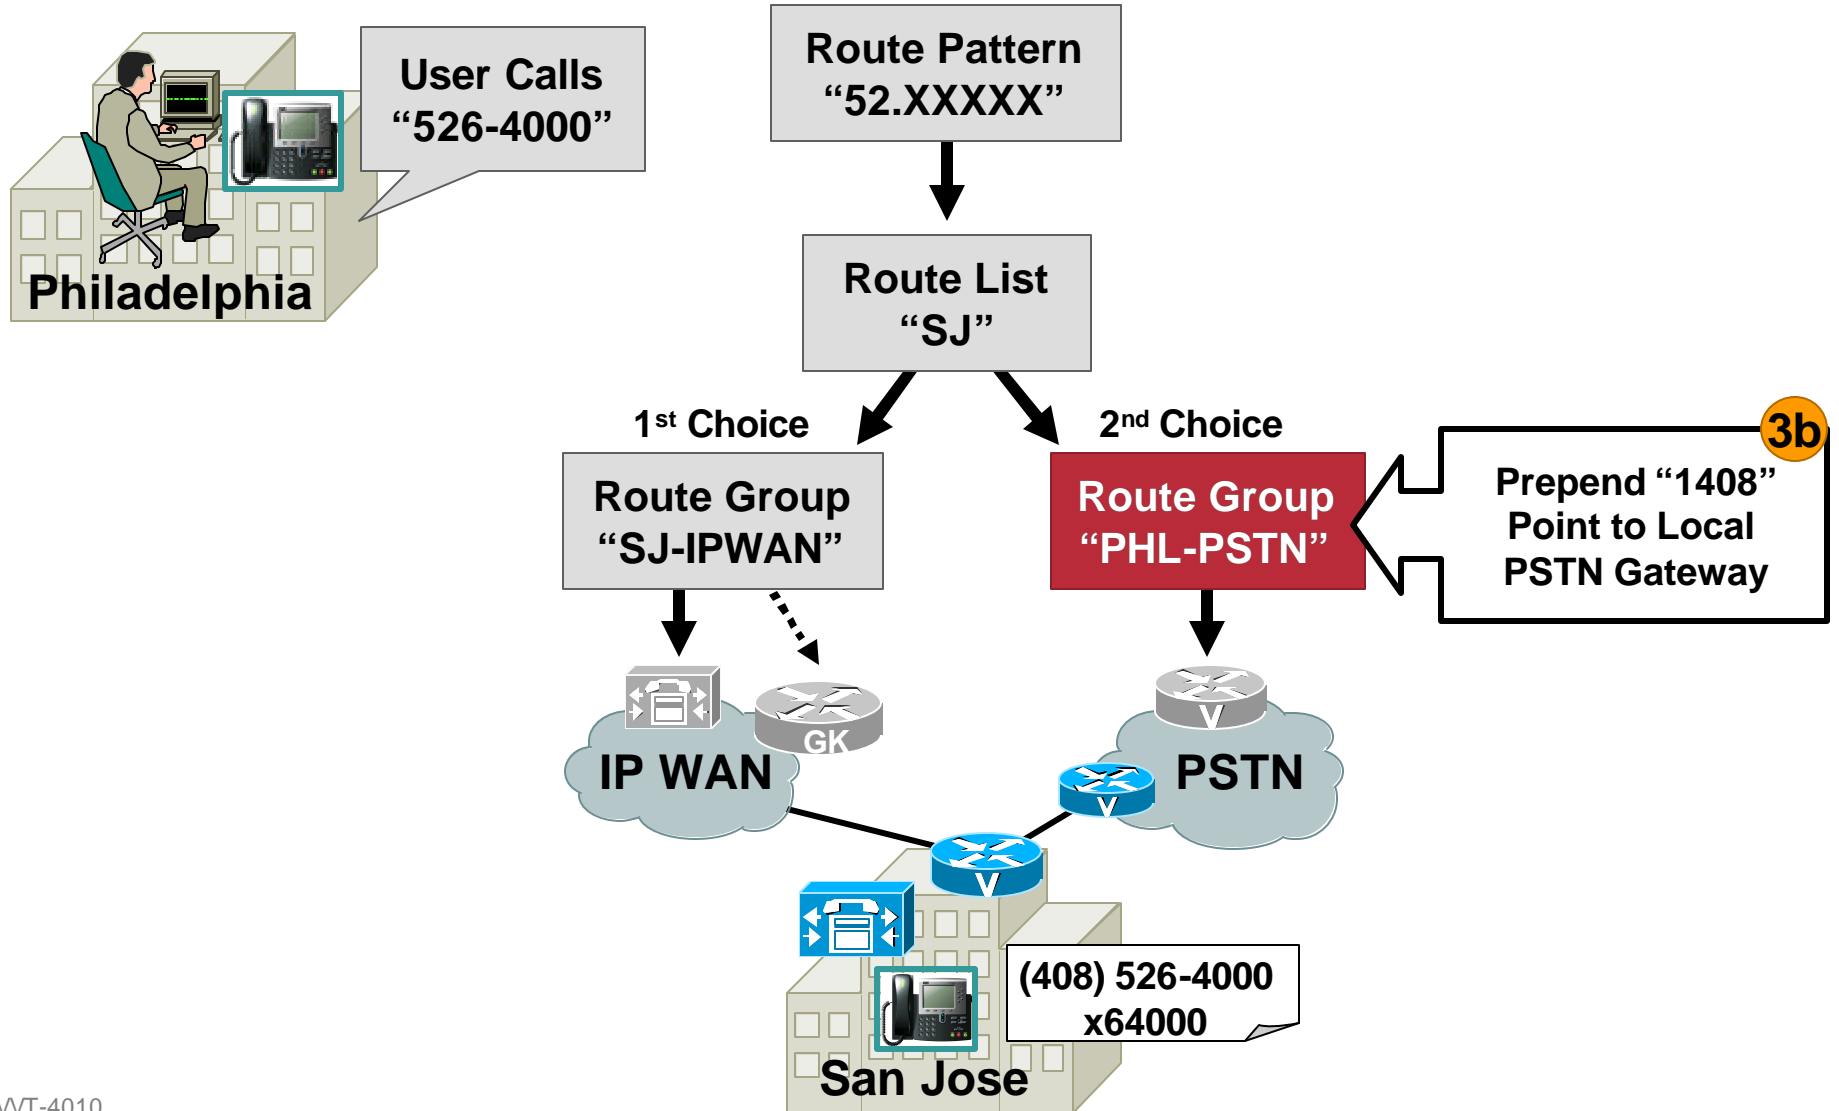 User Calls
“526-4000”
Philadelphia
Route Pattern
“52.XXXXX”
Route List
“SJ”
1st Choice
2nd Choice
Route Group
“SJ-IPWAN”
Route Group
“PHL-PSTN”
3b
Prepend “1408”
Point to Local
PSTN Gateway
GK
V
IP WAN
PSTN
V
V
(408) 526-4000
x64000
San Jose
VVT-4010